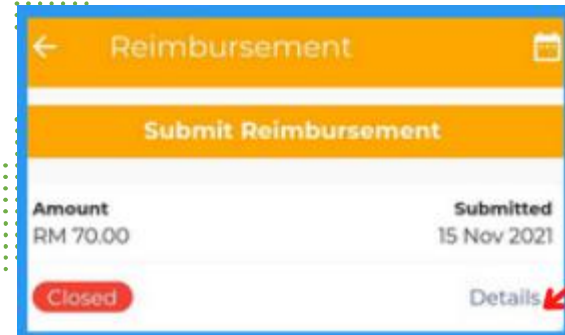 Reimbursement
Submit Reimbursement
Amount Submitted
RM 70.00 15 Nov 2021
Closed Details